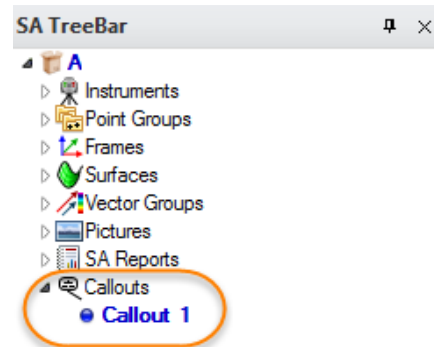 SA TreeBar
A
Instruments
Point Groups
Frames
Surfaces
Vector Groups
Pictures
SA Reports
Callouts
Callout 1